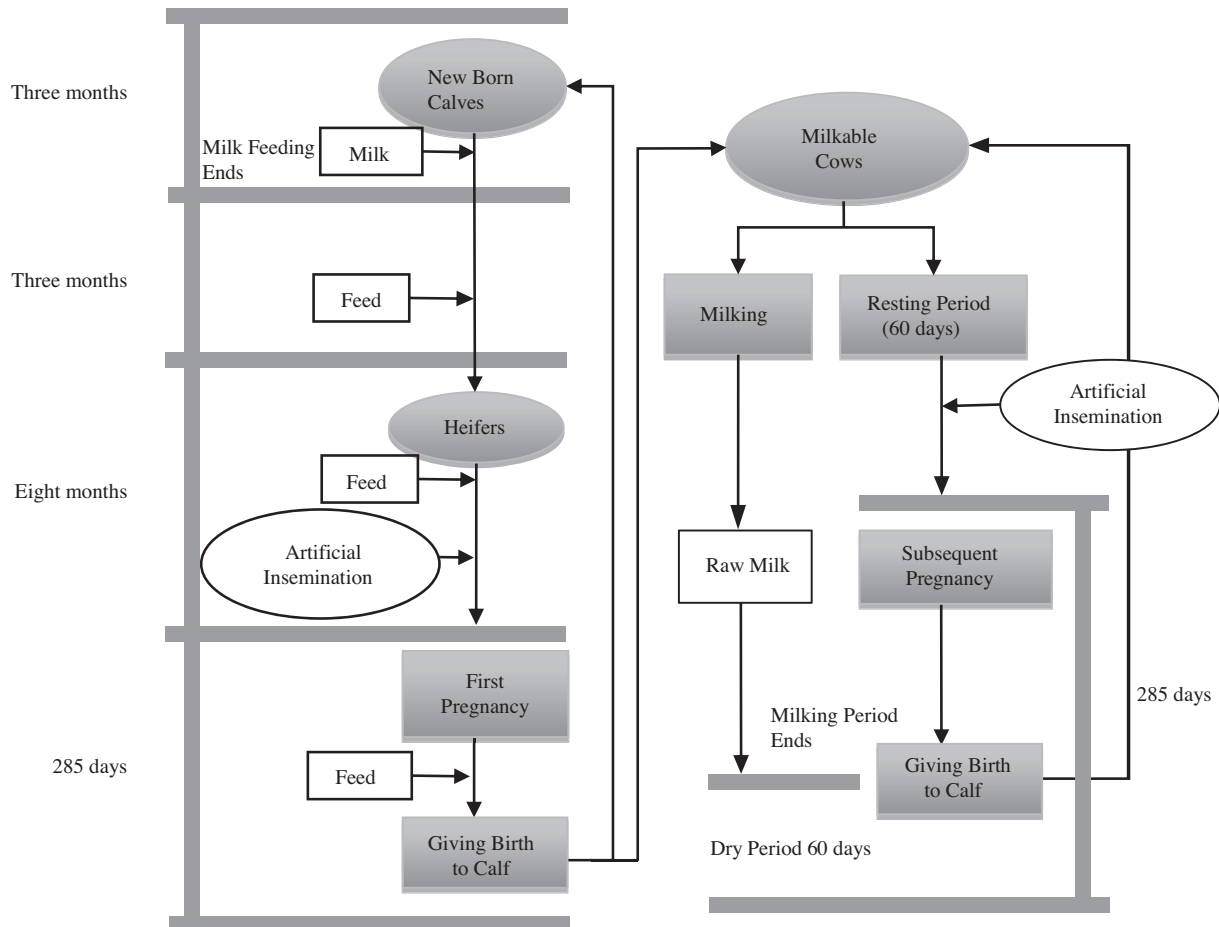 Three months
New Born
Calves
Milk Feeding
Ends
Milk
Three months
Feed
Heifers
Feed
Eight months
Artificial
Insemination
First
Pregnancy
285 days
Feed
Giving Birth
to Calf
Milkable
Cows
Milking
Resting Period
(60 days)
Artificial
Insemination
Raw Milk
Subsequent
Pregnancy
285 days
Milking Period
Ends
Giving Birth
to Calf
Dry Period 60 days